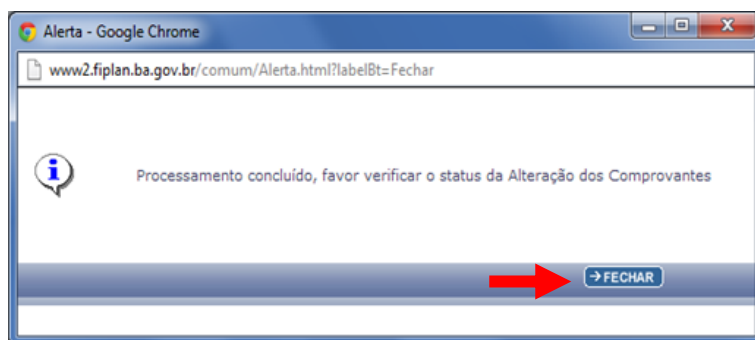 Alerta - Google Chrome
www2.fiplan.ba.gov.br/comum/Alerta.html?labelBt=Fechar
Processamento concluído, favor verificar o status da Alteração dos Comprovantes
FECHAR